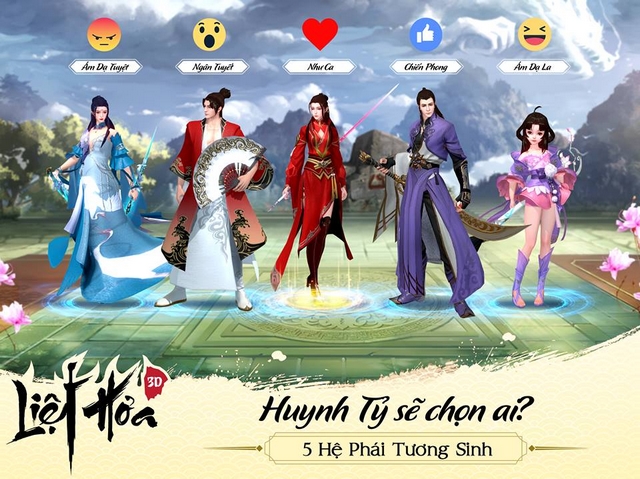 Ám Dạ Tuyệt
Ngân Tuyết
Như Ca
Chiến Phong
Ám Dạ La
Liệt Hỏa 3D
Huynh Tỷ sẽ chọn ai?
5 Hệ Phái Tương Sinh